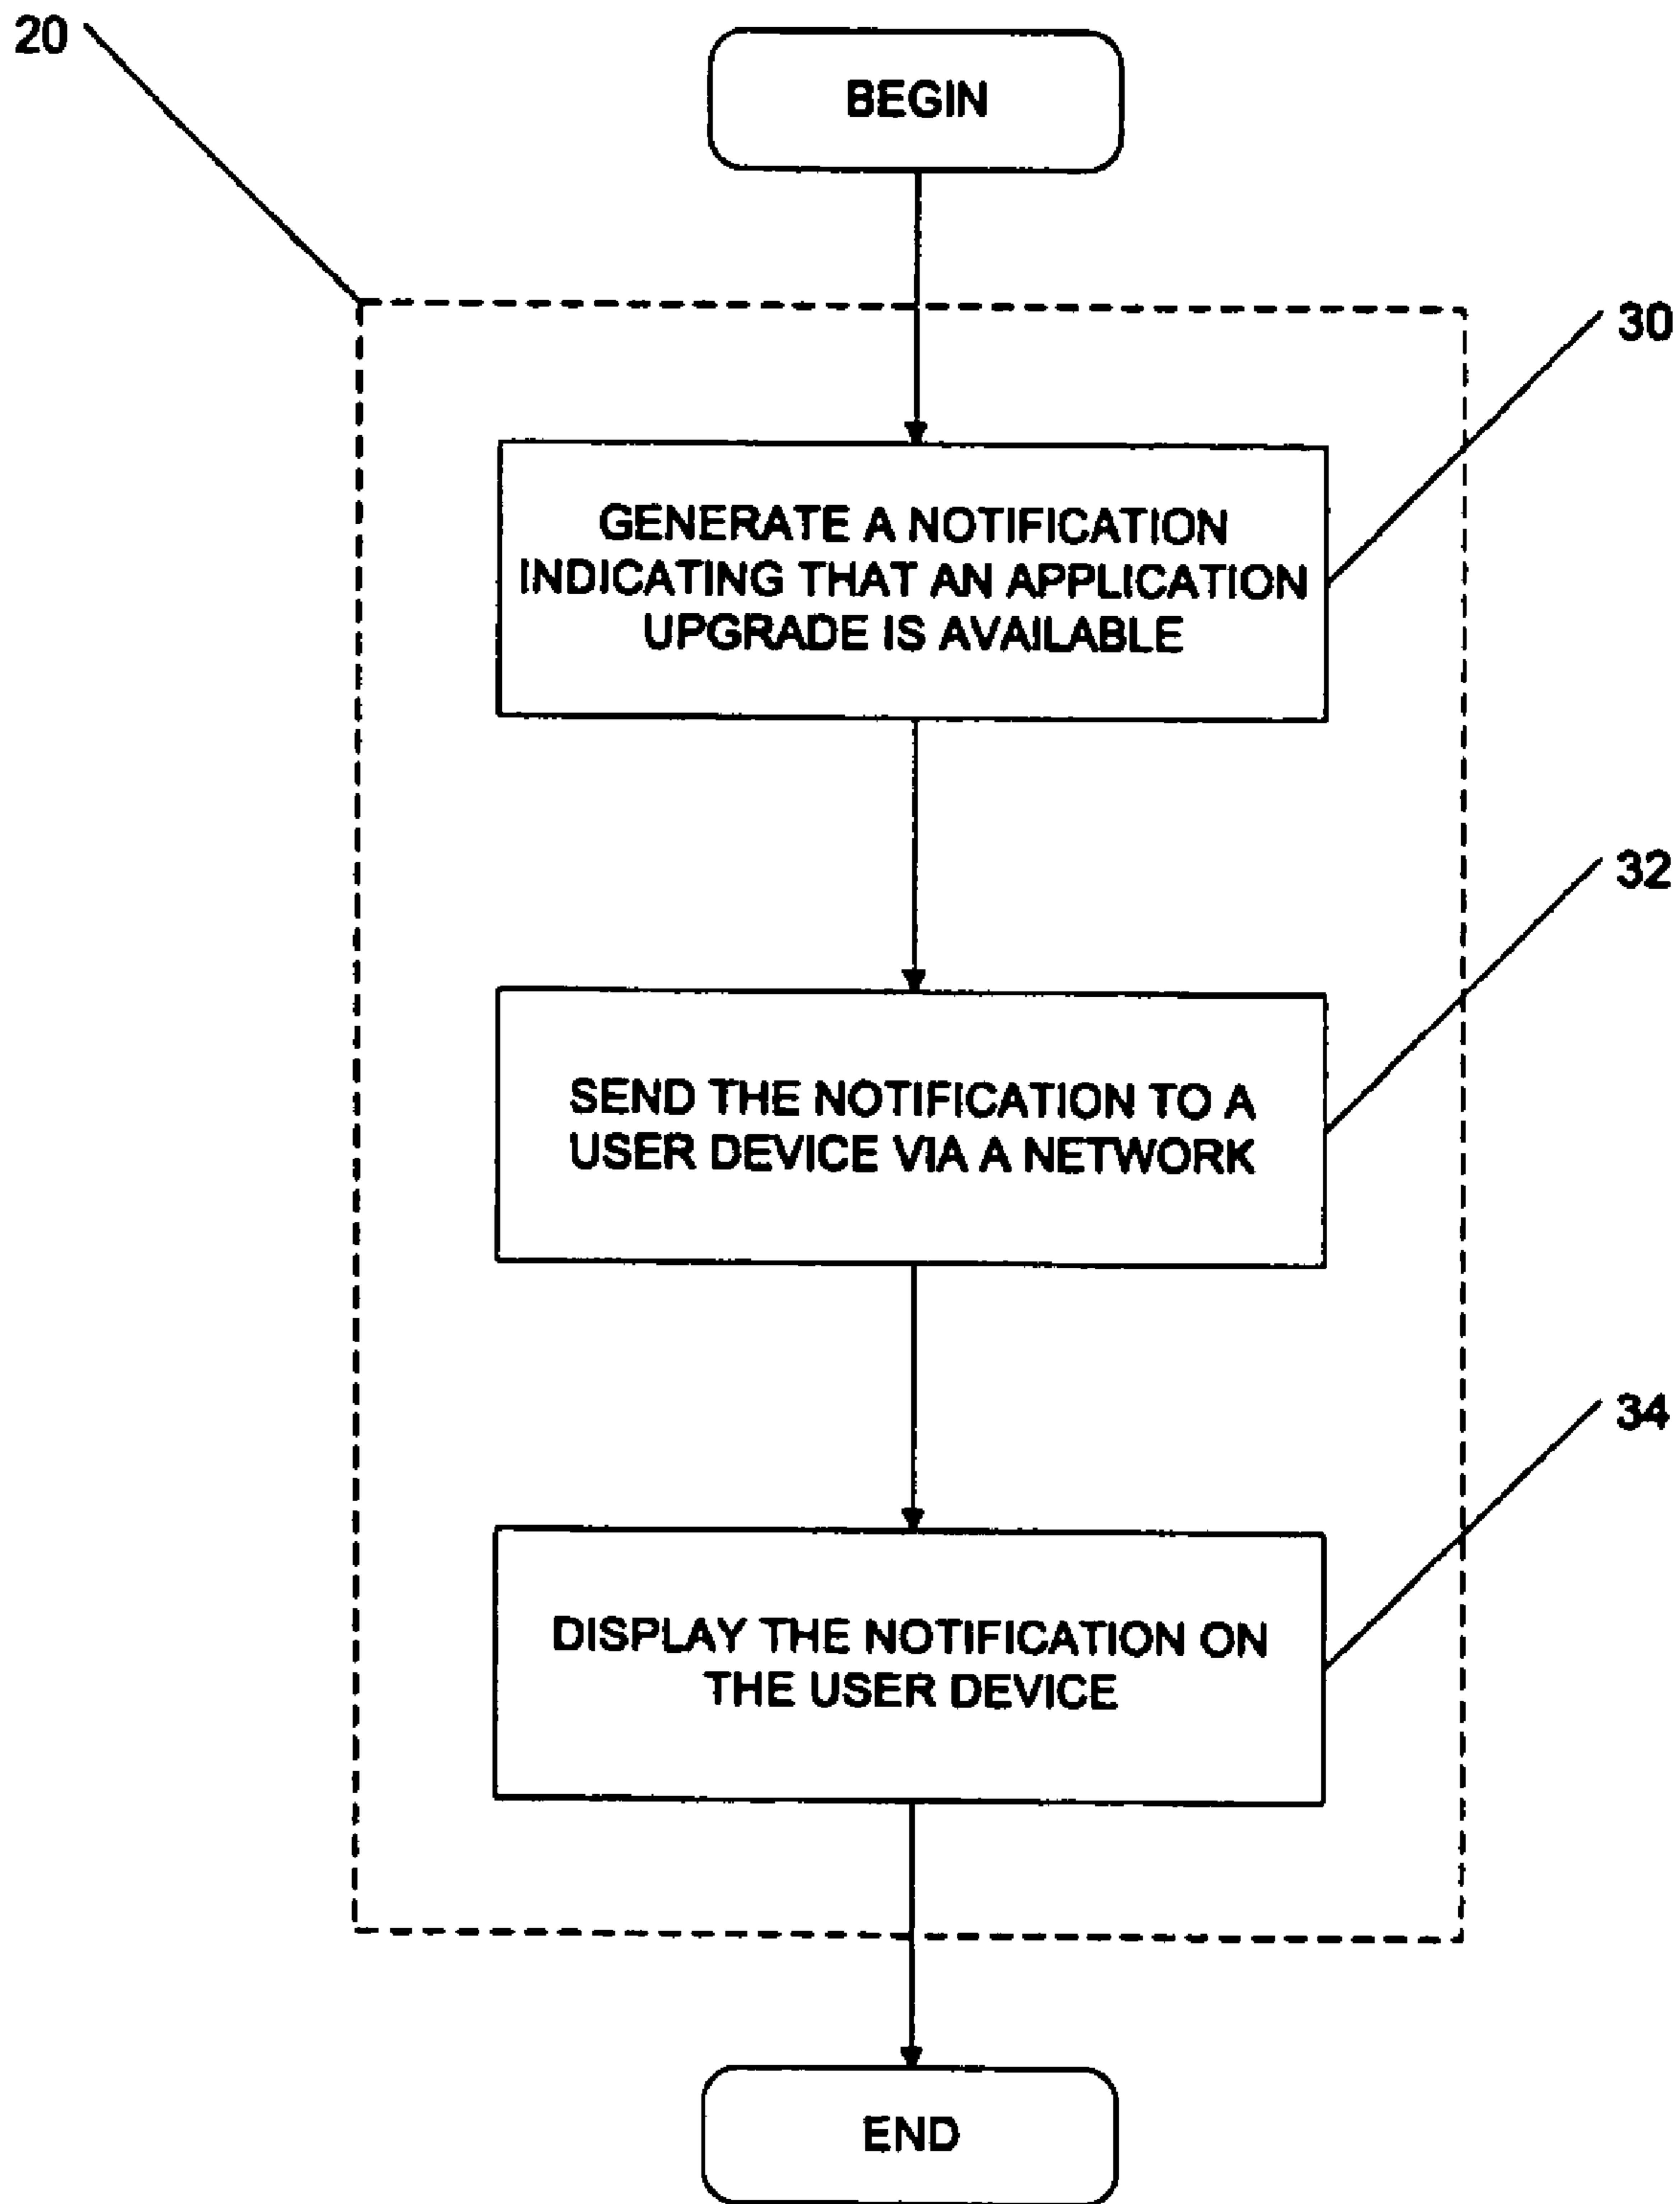 20
BEGIN
30
GENERATE A NOTIFICATION
INDICATING THAT AN APPLICATION
UPGRADE IS AVAILABLE
32
SEND THE NOTIFICATION TO A
USER DEVICE VIA A NETWORK
34
DISPLAY THE NOTIFICATION ON
THE USER DEVICE
END